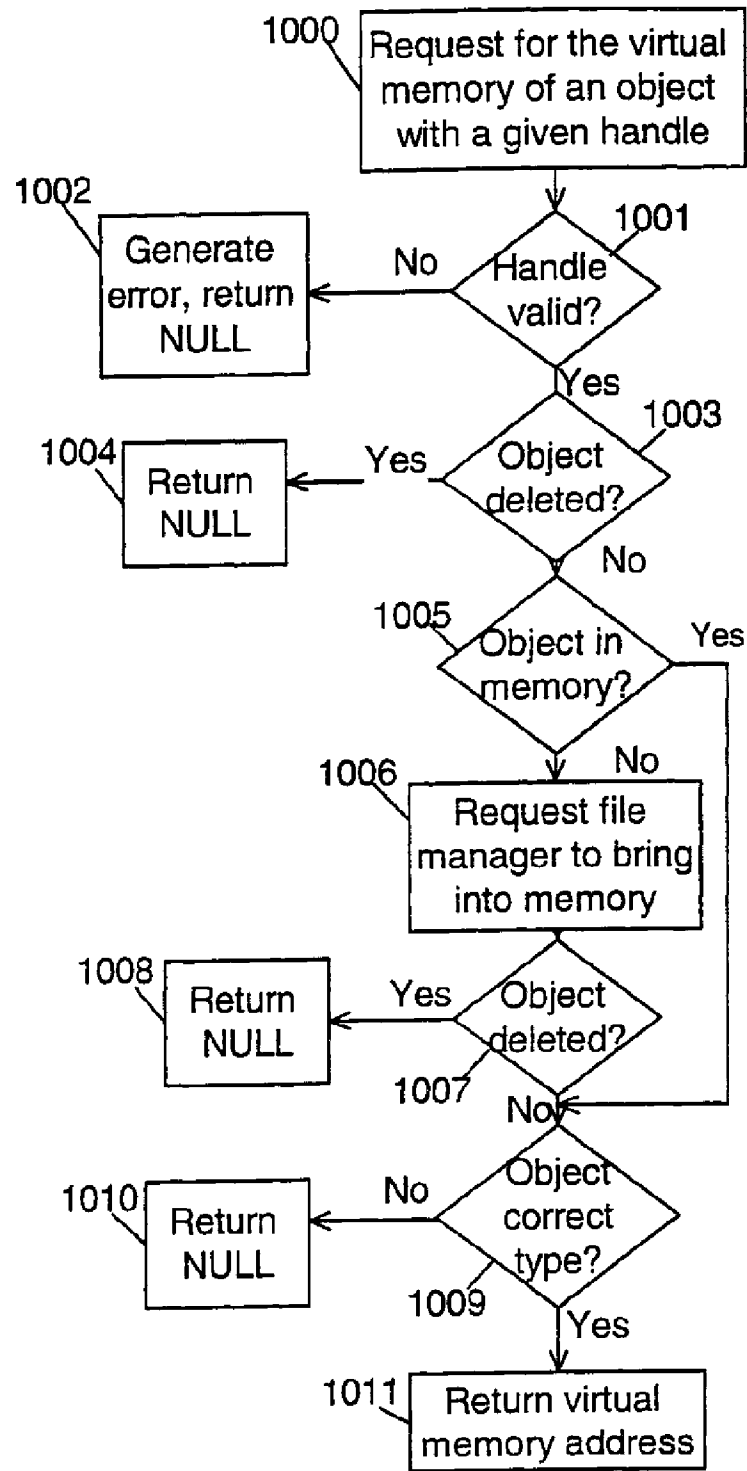 1000
Request for the virtual
memory of an object
with a given handle
1002
Generate
error, return
NULL
No
1001
Handle
valid?
Yes
1003
1004
Return
NULL
Yes
Object
deleted?
No
1005
Object in
memory?
Yes
No
1006
Request file
manager to bring
into memory
1008
Return
NULL
Yes
Object
deleted?
1007
No
1010
Return
NULL
No
Object
correct
type?
1009
Yes
1011
Return virtual
memory address